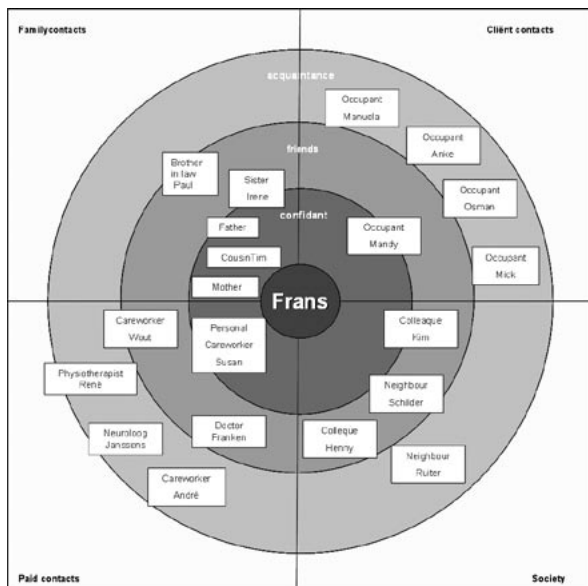 Familycontacts
Cliënt contacts
acquaintance
Occupant
Manuela
Occupant
Anke
friends
Brother
in law
Paul
Sister
Irene
Occupant
Osman
confidant
Father
Occupant
Mandy
CousinTim
Occupant
Mick
Mother
Frans
Careworker
Wout
Personal
Careworker
Susan
Colleaque
Kim
Physiotherapist
René
Neighbour
Schilder
Neuroloog
Janssens
Doctor
Franken
Colleque
Henny
Neighbour
Ruiter
Careworker
André
Paid contacts
Society